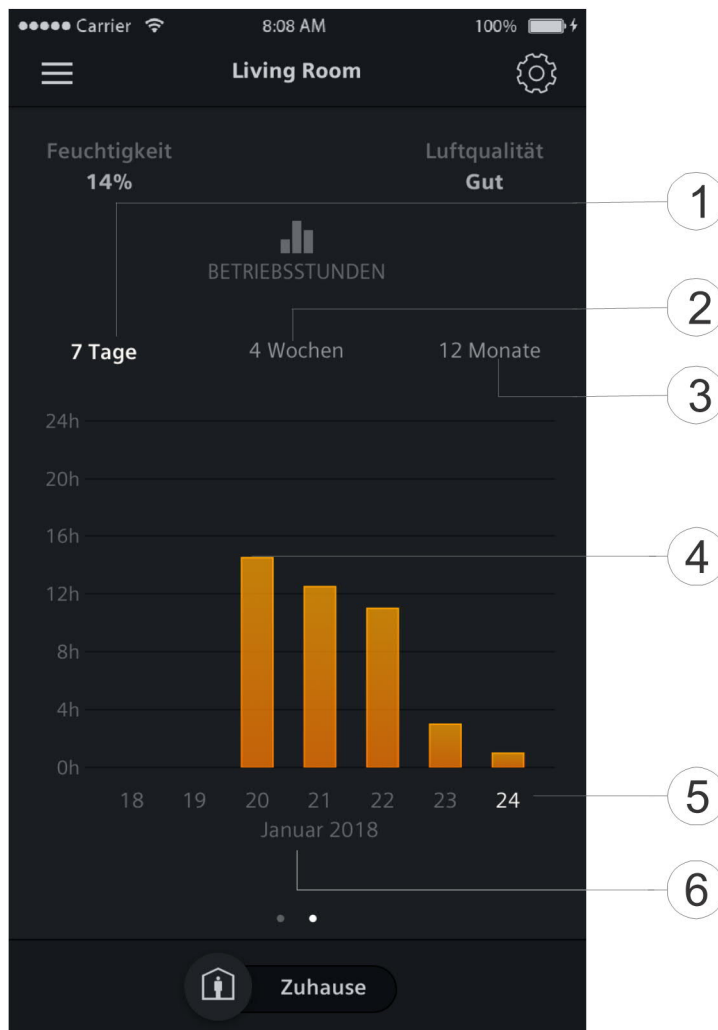 Carrier 8:08 AM 100%
Living Room
Feuchtigkeit Luftqualität
14% Gut
1
BETRIEBSSTUNDEN
2
7 Tage 4 Wochen 12 Monate
3
24h
20h
16h
4
12h
8h
4h
0h
18 19 20 21 22 23 24
5
Januar 2018
6
Zuhause